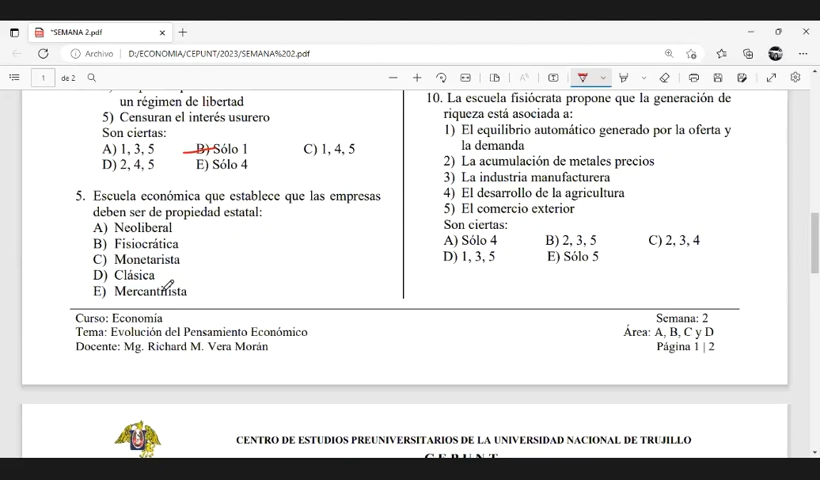 *SEMANA 2.pdf
Archivo
D:/ECONOMIA/CEPUNT/2023/SEMANA%202.pdf
1
de 2
un régimen de libertad
5) Censuran el interés usurero
Son ciertas:
A) 1, 3, 5 B) Sólo 1 C) 1, 4, 5
D) 2, 4, 5 E) Sólo 4
5. Escuela económica que establece que las empresas
deben ser de propiedad estatal:
A) Neoliberal
B) Fisiocrática
C) Monetarista
D) Clásica
E) Mercantilista
10. La escuela fisiócrata propone que la generación de
riqueza está asociada a:
1) El equilibrio automático generado por la oferta y
la demanda
2) La acumulación de metales precios
3) La industria manufacturera
4) El desarrollo de la agricultura
5) El comercio exterior
Son ciertas:
A) Sólo 4 B) 2, 3, 5 C) 2, 3, 4
D) 1, 3, 5 E) Sólo 5
Curso: Economía
Tema: Evolución del Pensamiento Económico
Docente: Mg. Richard M. Vera Morán
Semana: 2
Área: A, B, C y D
Página 1 | 2
CENTRO DE ESTUDIOS PREUNIVERSITARIOS DE LA UNIVERSIDAD NACIONAL DE TRUJILLO
C E P U N T